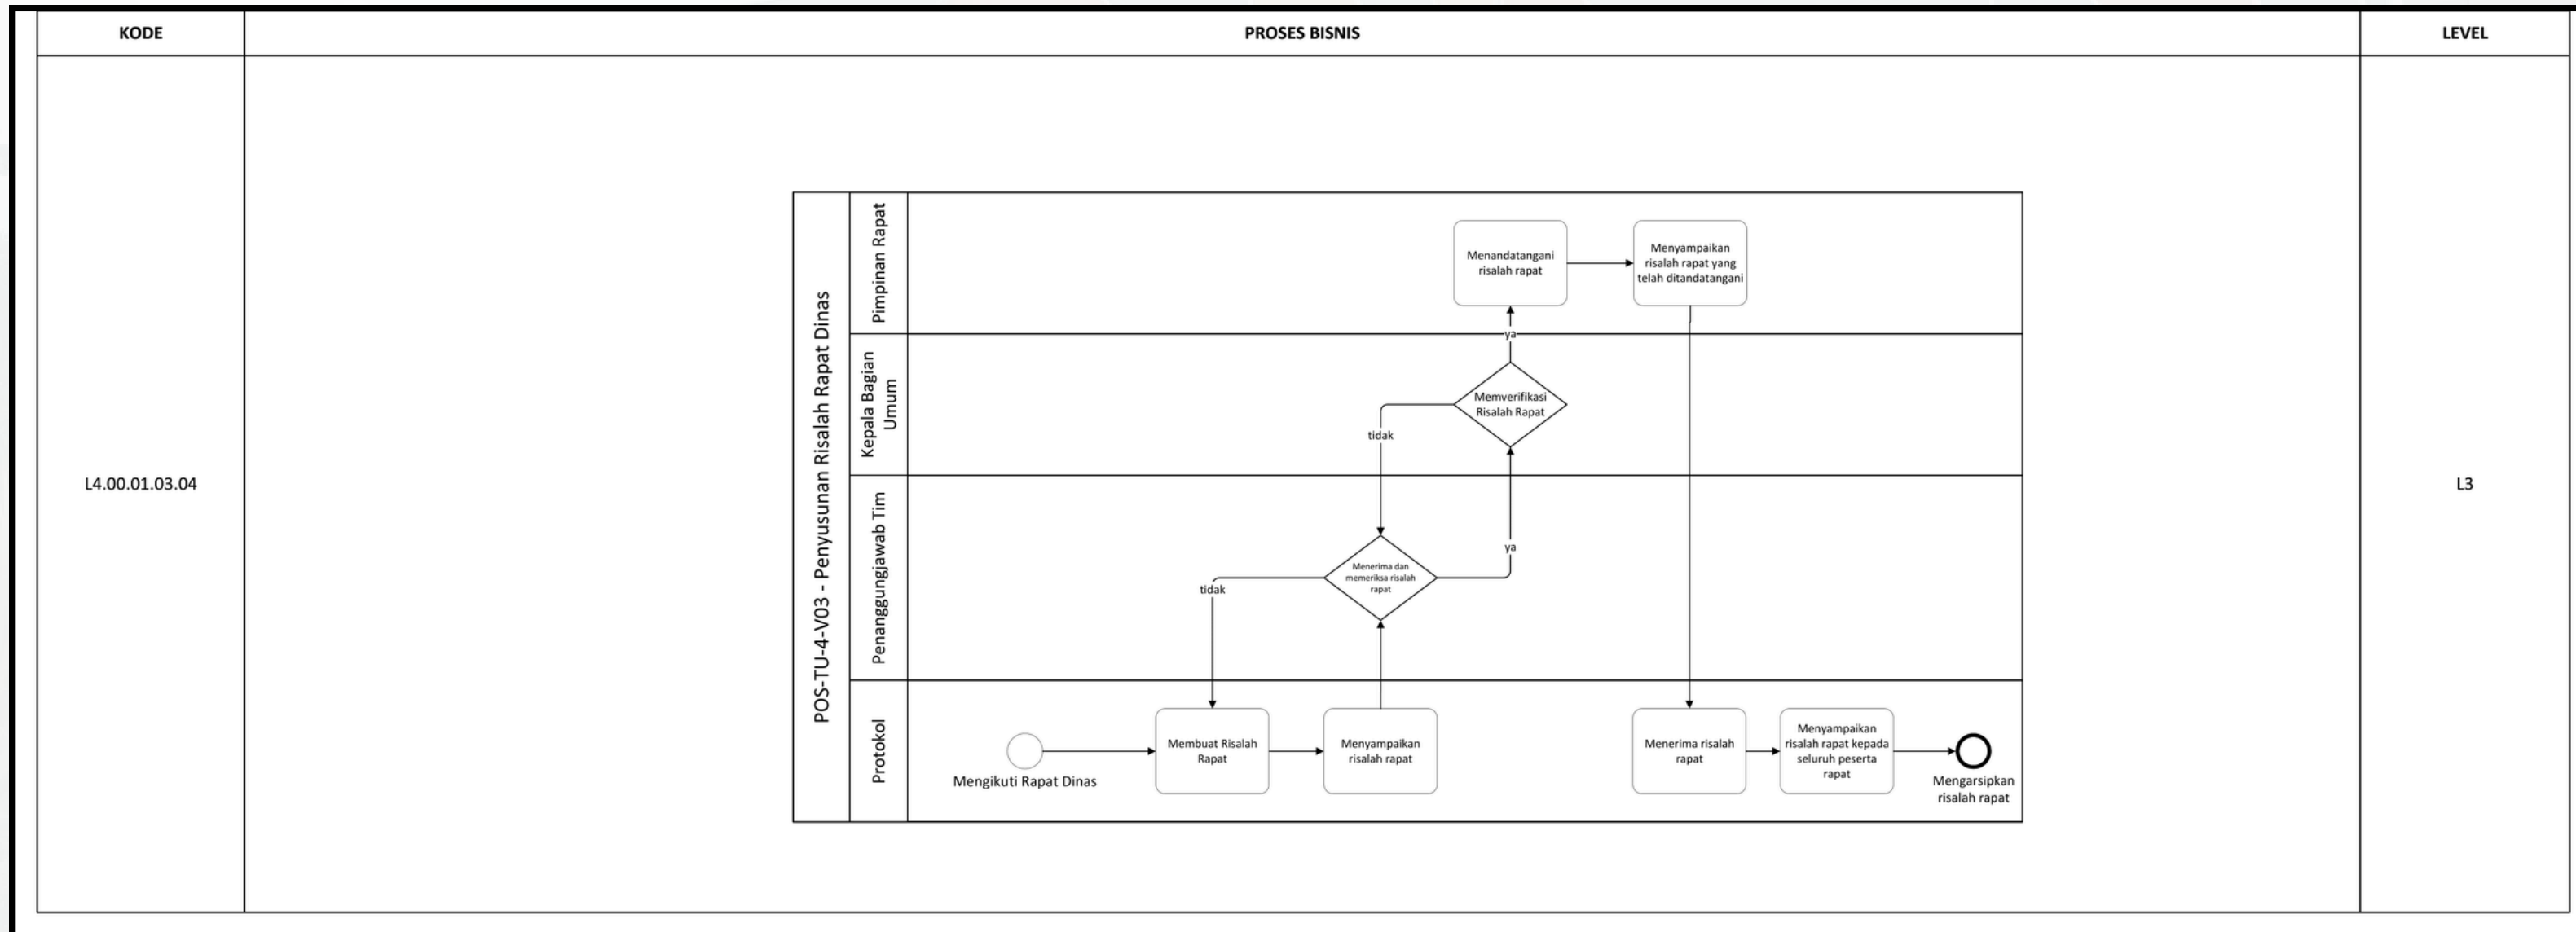 KODE
PROSES BISNIS
LEVEL
L4.00.01.03.04
POS-TU-4-V03 - Penyusunan Risalah Rapat Dinas
Pimpinan Rapat
Menandatangani
risalah rapat
Menyampaikan
risalah rapat yang
telah ditandatangani
ya
Kepala Bagian
Umum
Memverifikasi
Risalah Rapat
tidak
Penanggungjawab Tim
Menerima dan
memeriksa risalah
rapat
ya
tidak
Protokol
Mengikuti Rapat Dinas
Membuat Risalah
Rapat
Menyampaikan
risalah rapat
Menerima risalah
rapat
Menyampaikan
risalah rapat kepada
seluruh peserta
rapat
Mengarsipkan
risalah rapat
L3